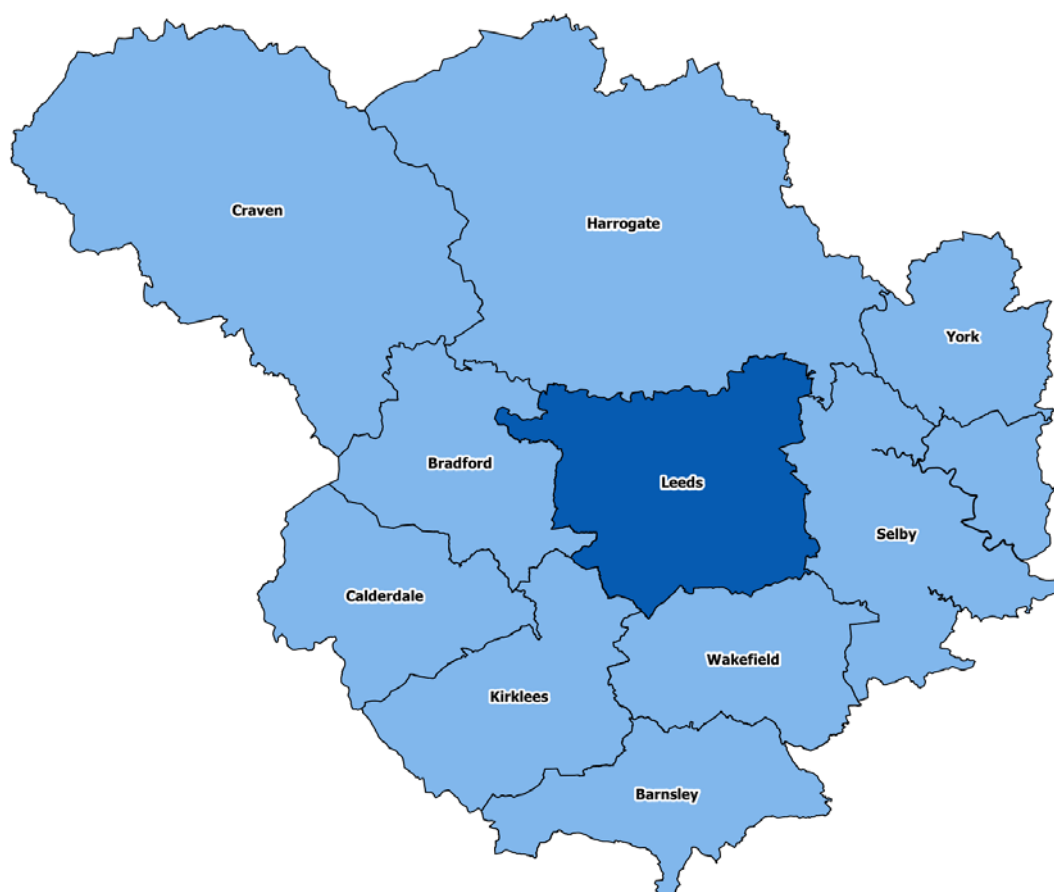 Craven
Harrogate
York
Bradford
Leeds
Selby
Calderdale
Wakefield
Kirklees
Barnsley